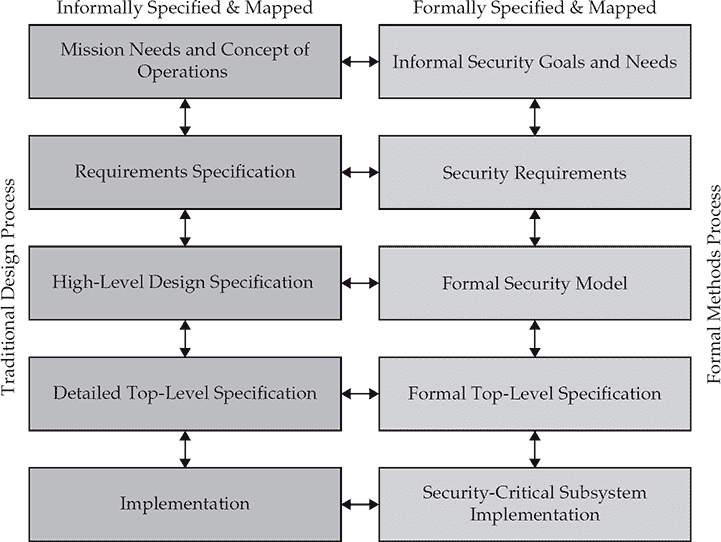 Informally Specified & Mapped
Formally Specified & Mapped
Traditional Design Process
Mission Needs and Concept of
Operations
Informal Security Goals and Needs
Requirements Specification
Security Requirements
High-Level Design Specification
Formal Security Model
Detailed Top-Level Specification
Formal Top-Level Specification
Implementation
Security-Critical Subsystem
Implementation
Formal Methods Process